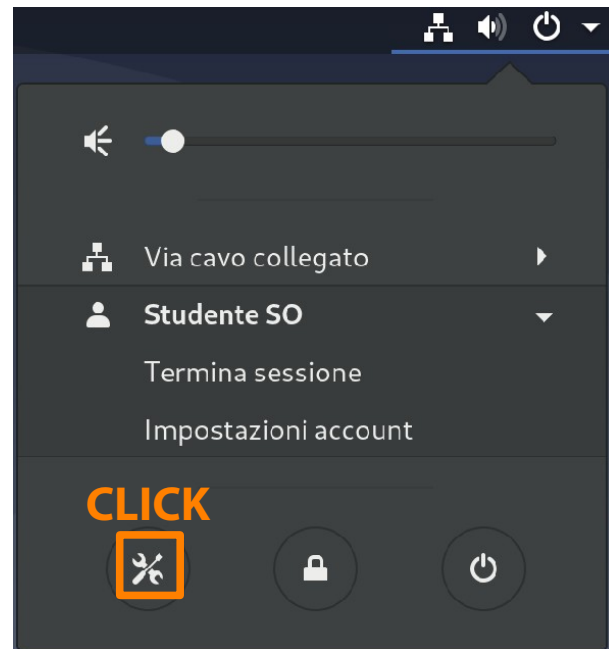 Via cavo collegato
Studente SO
Termina sessione
Impostazioni account
CLICK